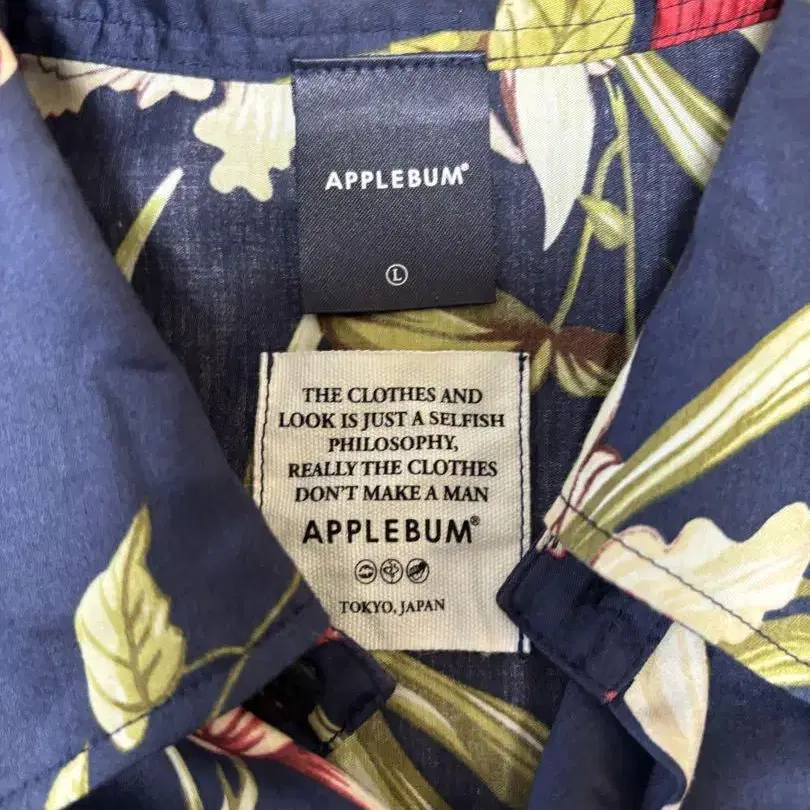 APPLEBUM®
L
THE CLOTHES AND
LOOK IS JUST A SELFISH
PHILOSOPHY,
REALLY THE CLOTHES
DON'T MAKE A MAN
APPLEBUM®
TOKYO, JAPAN